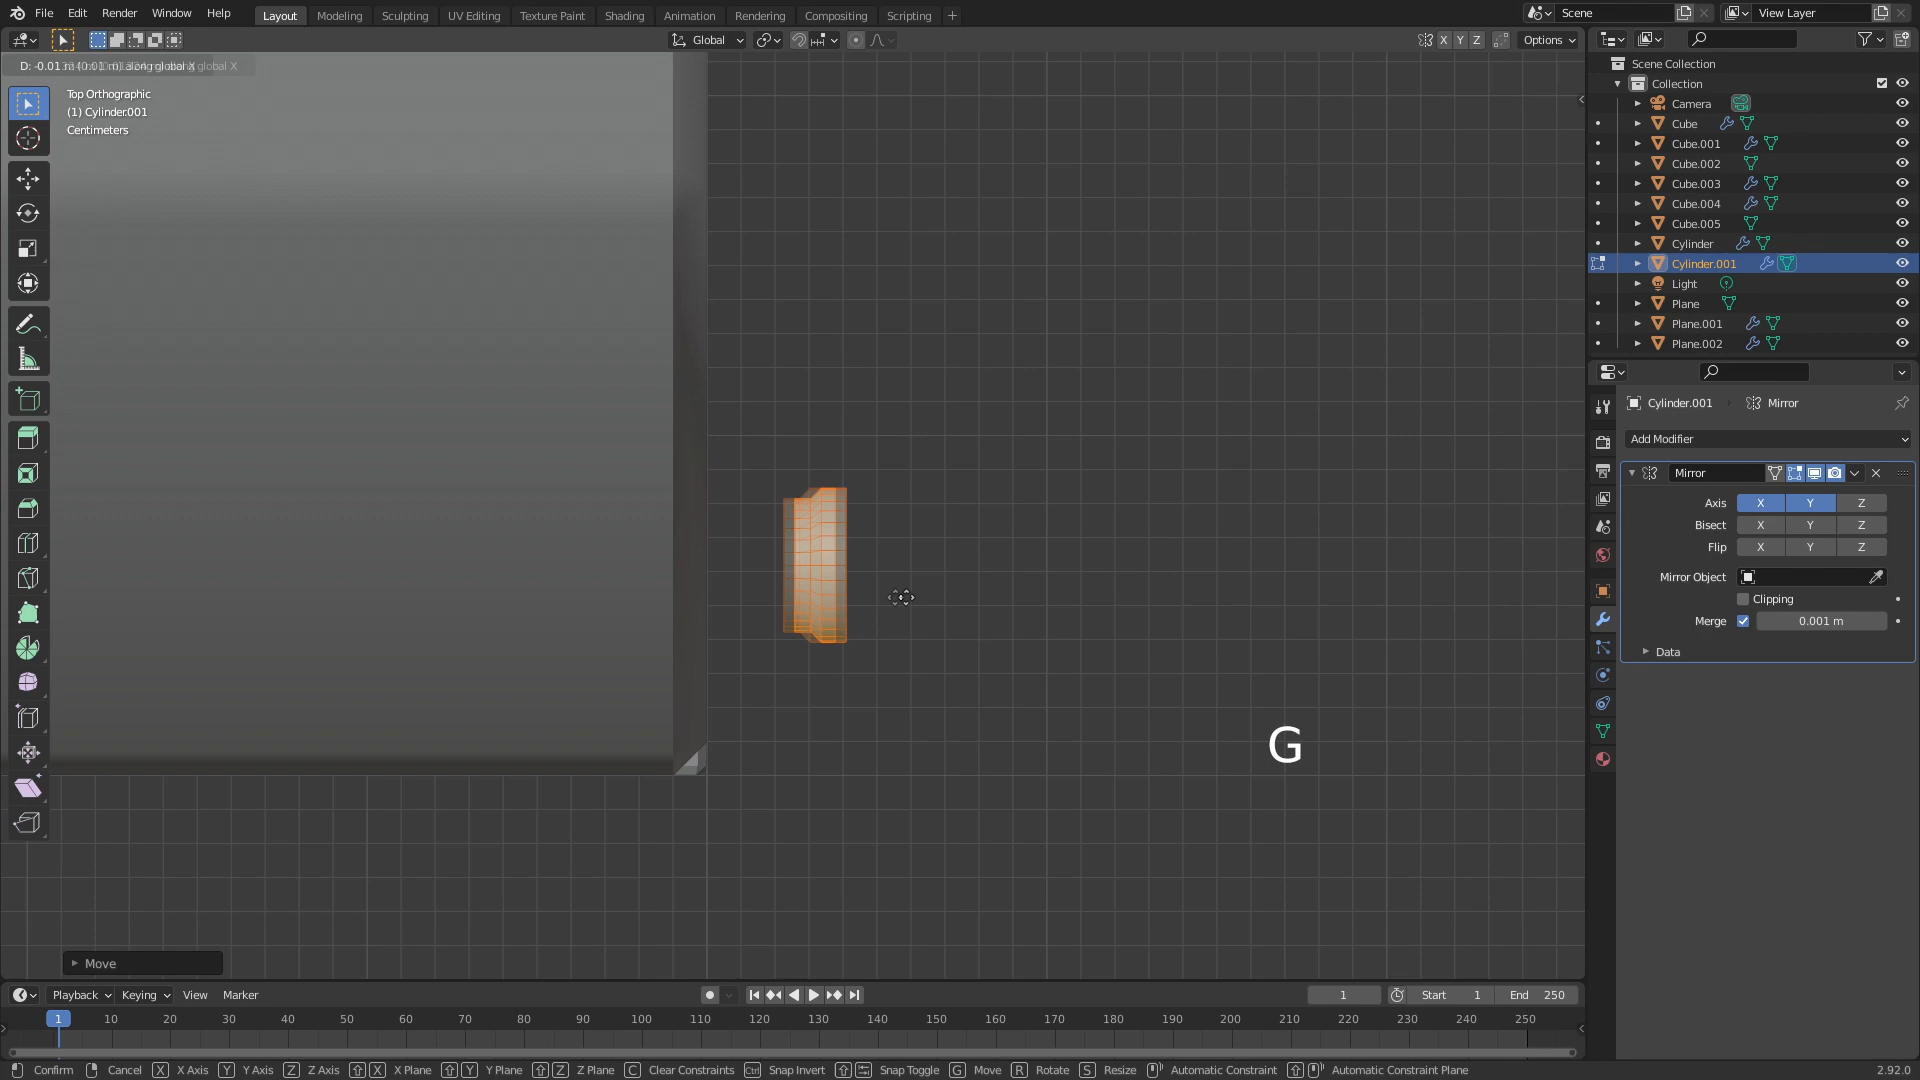 File Edit Render Window Help Layout Modeling Sculpting UV Editing Texture Paint Shading Animation Rendering Compositing Scripting + Scene View Layer
Global X Y Z Options
Top Orthographic
(1) Cylinder.001
Centimeters
G
Move
Scene Collection
Collection
Camera
Cube
Cube.001
Cube.002
Cube.003
Cube.004
Cube.005
Cylinder
Cylinder.001
Light
Plane
Plane.001
Plane.002
Cylinder.001 Mirror
Add Modifier
Mirror
Axis X Y Z
Bisect X Y Z
Flip X Y Z
Mirror Object
Clipping
Merge 0.001 m
Data
Playback Keying View Marker 1 Start 1 End 250
1 10 20 30 40 50 60 70 80 90 100 110 120 130 140 150 160 170 180 190 200 210 220 230 240 250
Confirm Cancel X X Axis Y Y Axis Z Z Axis X X Plane Y Y Plane Z Z Plane C Clear Constraints Ctrl Snap Invert Snap Toggle G Move R Rotate S Resize Automatic Constraint Automatic Constraint Plane 2.92.0